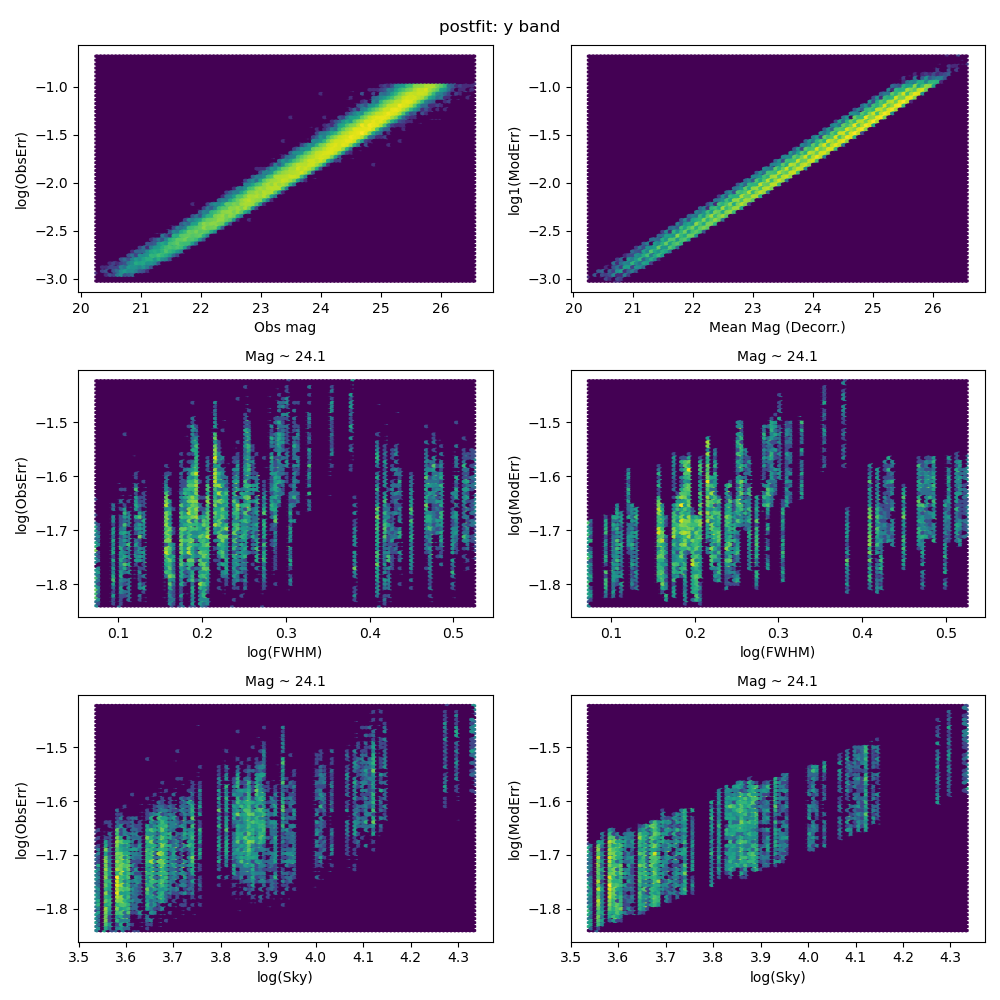 postfit: y band
log(ObsErr)
−1.0
−1.5
−2.0
−2.5
−3.0
20 21 22 23 24 25 26
Obs mag
log1(ModErr)
−1.0
−1.5
−2.0
−2.5
−3.0
20 21 22 23 24 25 26
Mean Mag (Decorr.)
Mag ~ 24.1
log(ObsErr)
−1.5
−1.6
−1.7
−1.8
0.1 0.2 0.3 0.4 0.5
log(FWHM)
Mag ~ 24.1
log(ModErr)
−1.5
−1.6
−1.7
−1.8
0.1 0.2 0.3 0.4 0.5
log(FWHM)
Mag ~ 24.1
log(ObsErr)
−1.5
−1.6
−1.7
−1.8
3.5 3.6 3.7 3.8 3.9 4.0 4.1 4.2 4.3
log(Sky)
Mag ~ 24.1
log(ModErr)
−1.5
−1.6
−1.7
−1.8
3.5 3.6 3.7 3.8 3.9 4.0 4.1 4.2 4.3
log(Sky)